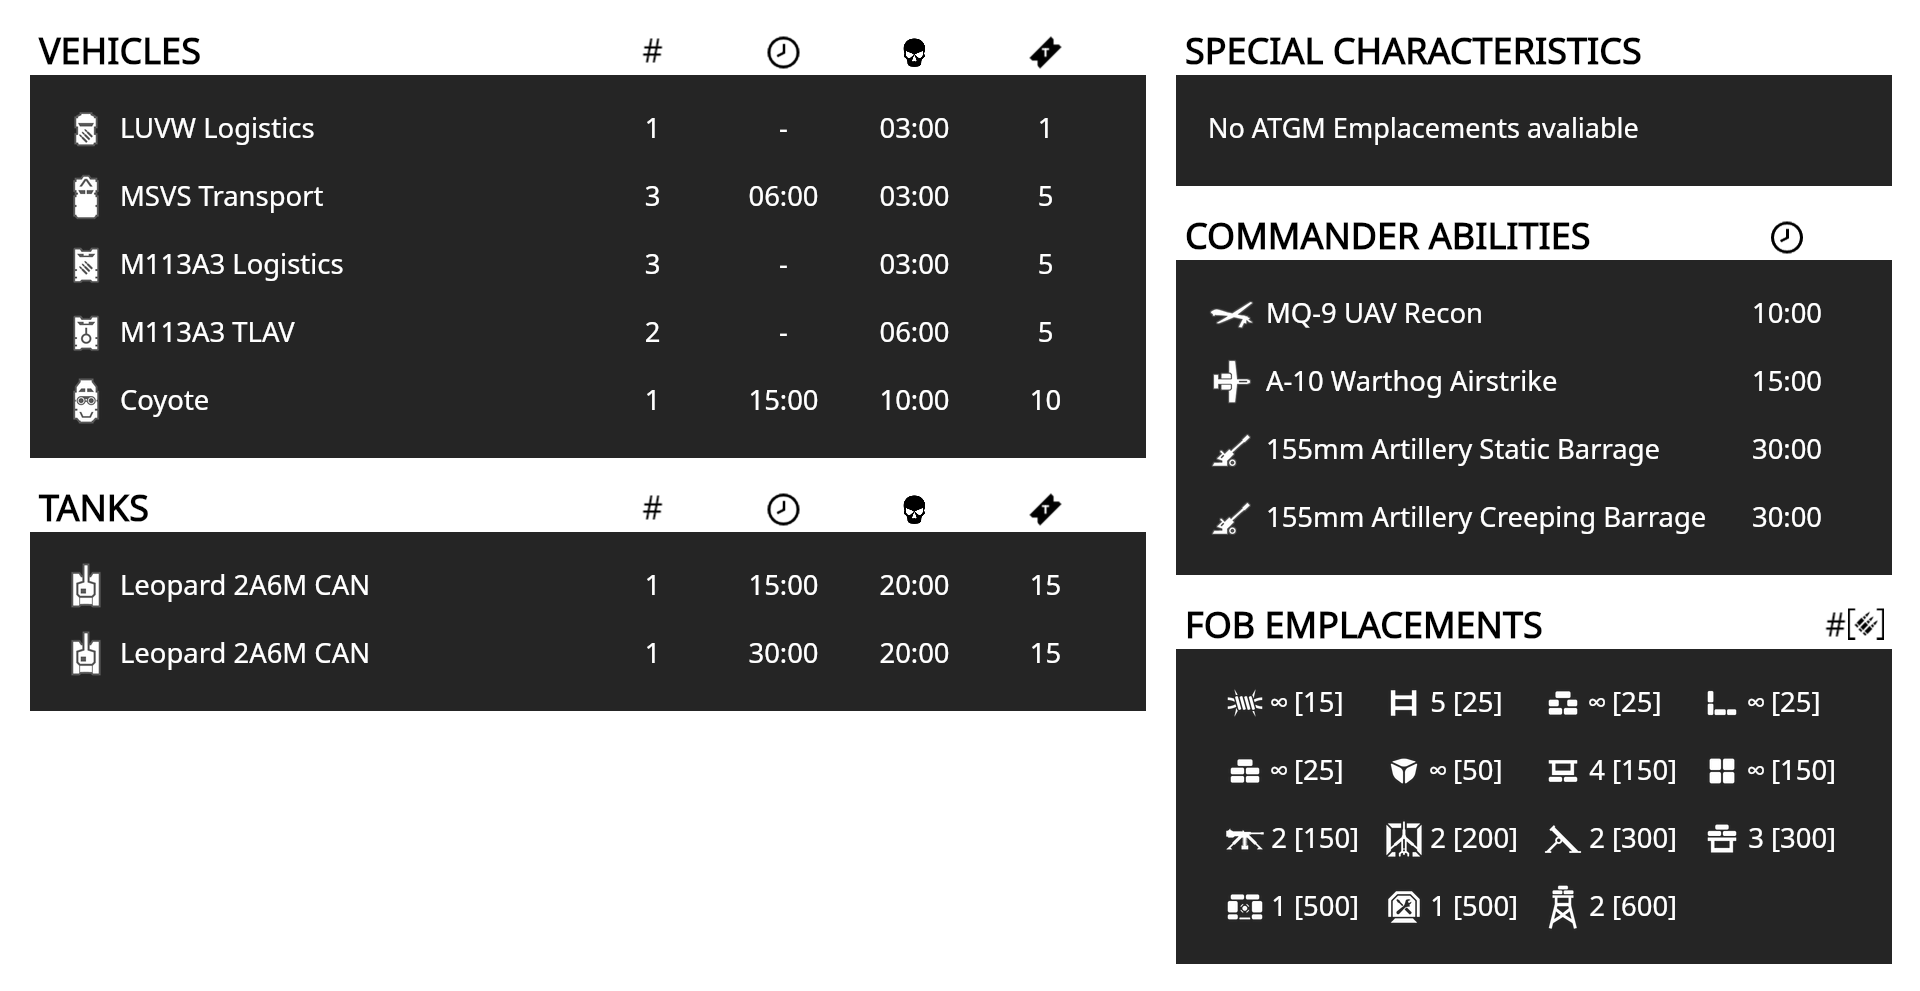 VEHICLES #
LUVW Logistics 1 - 03:00 1
MSVS Transport 3 06:00 03:00 5
M113A3 Logistics 3 - 03:00 5
M113A3 TLAV 2 - 06:00 5
Coyote 1 15:00 10:00 10
TANKS #
Leopard 2A6M CAN 1 15:00 20:00 15
Leopard 2A6M CAN 1 30:00 20:00 15
SPECIAL CHARACTERISTICS
No ATGM Emplacements avaliable
COMMANDER ABILITIES
MQ-9 UAV Recon 10:00
A-10 Warthog Airstrike 15:00
155mm Artillery Static Barrage 30:00
155mm Artillery Creeping Barrage 30:00
FOB EMPLACEMENTS #[]
∞ [15] 5 [25] ∞ [25] ∞ [25]
∞ [25] ∞ [50] 4 [150] ∞ [150]
2 [150] 2 [200] 2 [300] 3 [300]
1 [500] 1 [500] 2 [600]